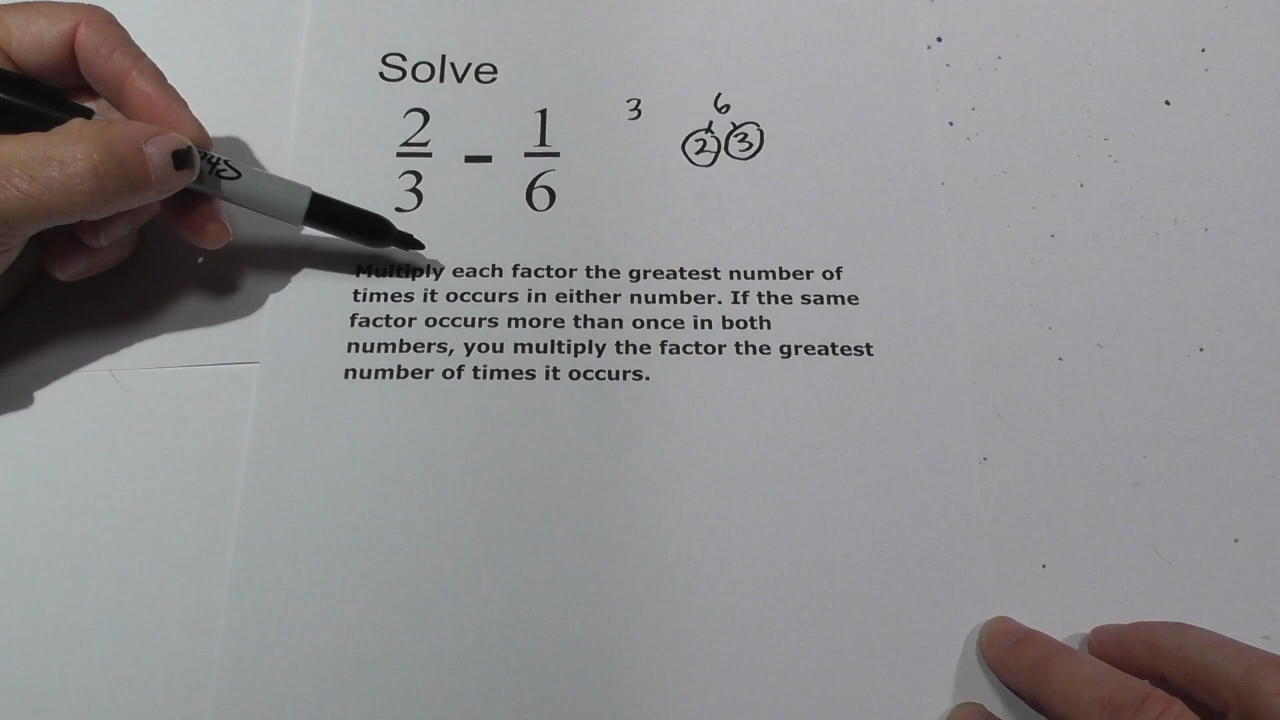 Solve
2/3 - 1/6
3 6
2 3
Multiply each factor the greatest number of
times it occurs in either number. If the same
factor occurs more than once in both
numbers, you multiply the factor the greatest
number of times it occurs.